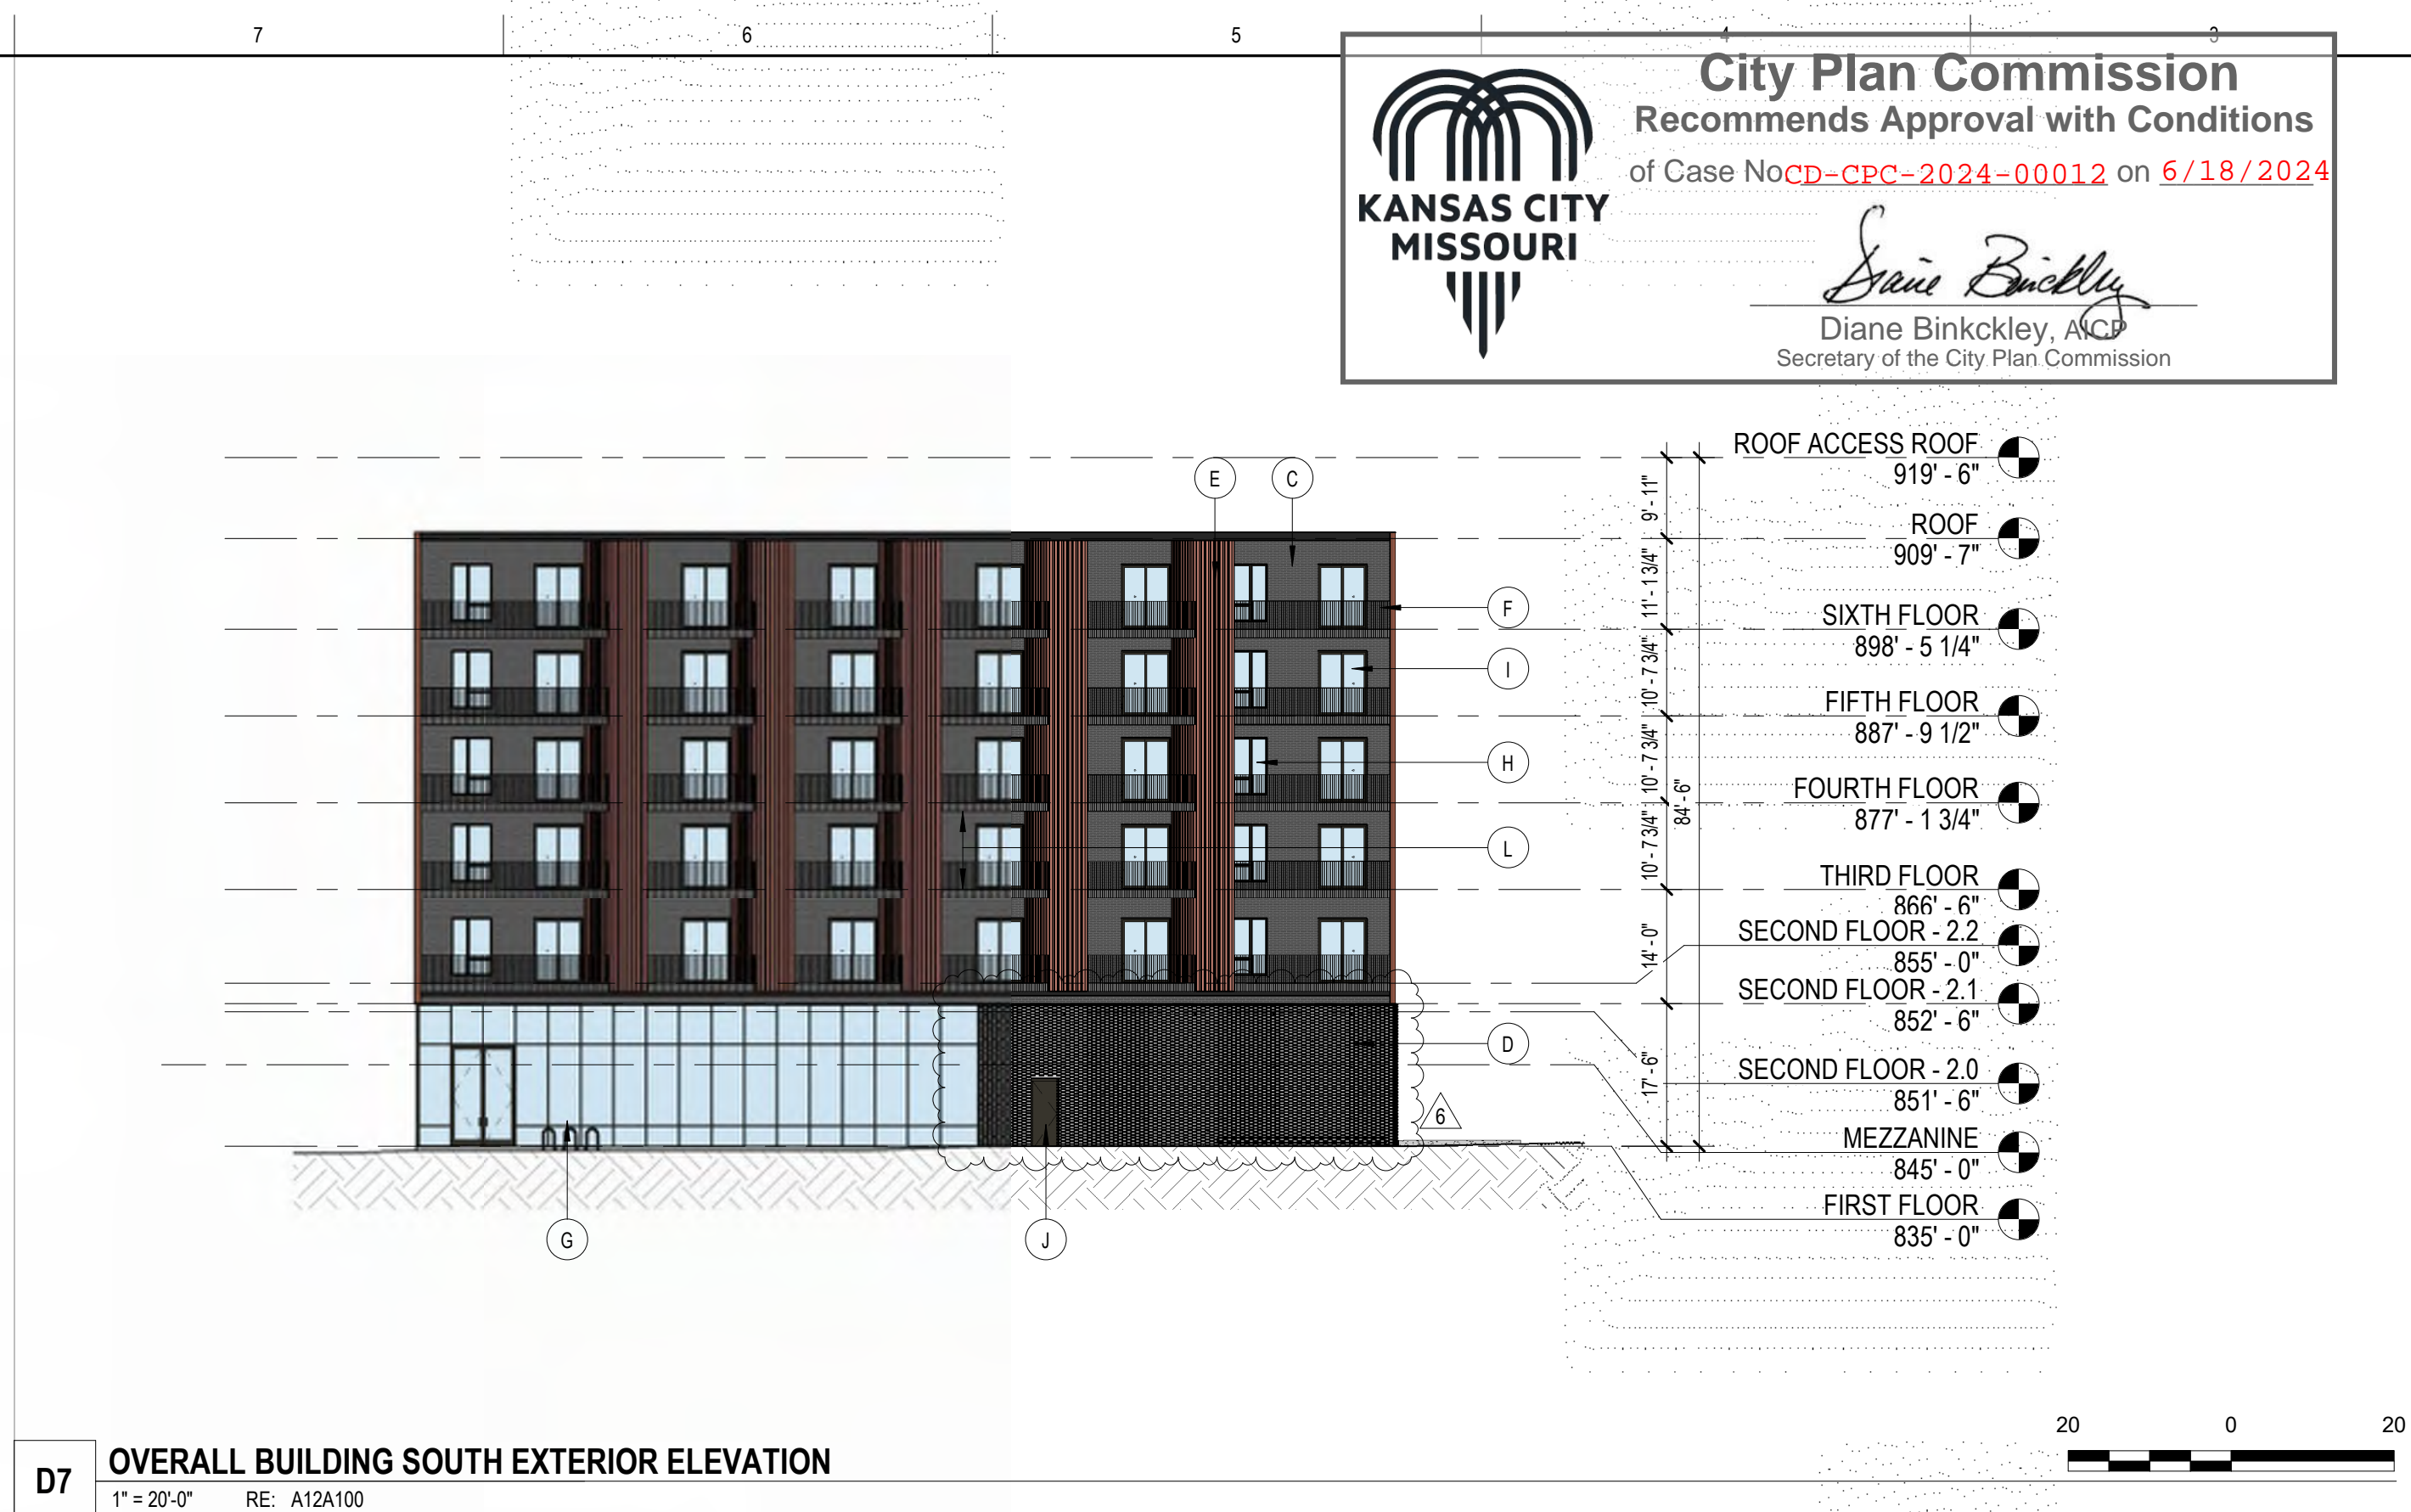 7 6 5 4 3
City Plan Commission
Recommends Approval with Conditions
of Case No. CD-CPC-2024-00012 on 6/18/2024
KANSAS CITY
MISSOURI
Diane Binckley
Diane Binkckley, AICP
Secretary of the City Plan Commission
ROOF ACCESS ROOF
919' - 6"
E C
9' - 11"
ROOF
909' - 7"
11' - 1 3/4"
F
SIXTH FLOOR
898' - 5 1/4"
I
10' - 7 3/4"
FIFTH FLOOR
887' - 9 1/2"
H
10' - 7 3/4"
84' - 6"
FOURTH FLOOR
877' - 1 3/4"
L
10' - 7 3/4"
THIRD FLOOR
866' - 6"
14' - 0"
SECOND FLOOR - 2.2
855' - 0"
SECOND FLOOR - 2.1
852' - 6"
D
17' - 6"
SECOND FLOOR - 2.0
851' - 6"
6
MEZZANINE
845' - 0"
FIRST FLOOR
835' - 0"
G J
20 0 20
D7
OVERALL BUILDING SOUTH EXTERIOR ELEVATION
1" = 20'-0" RE: A12A100